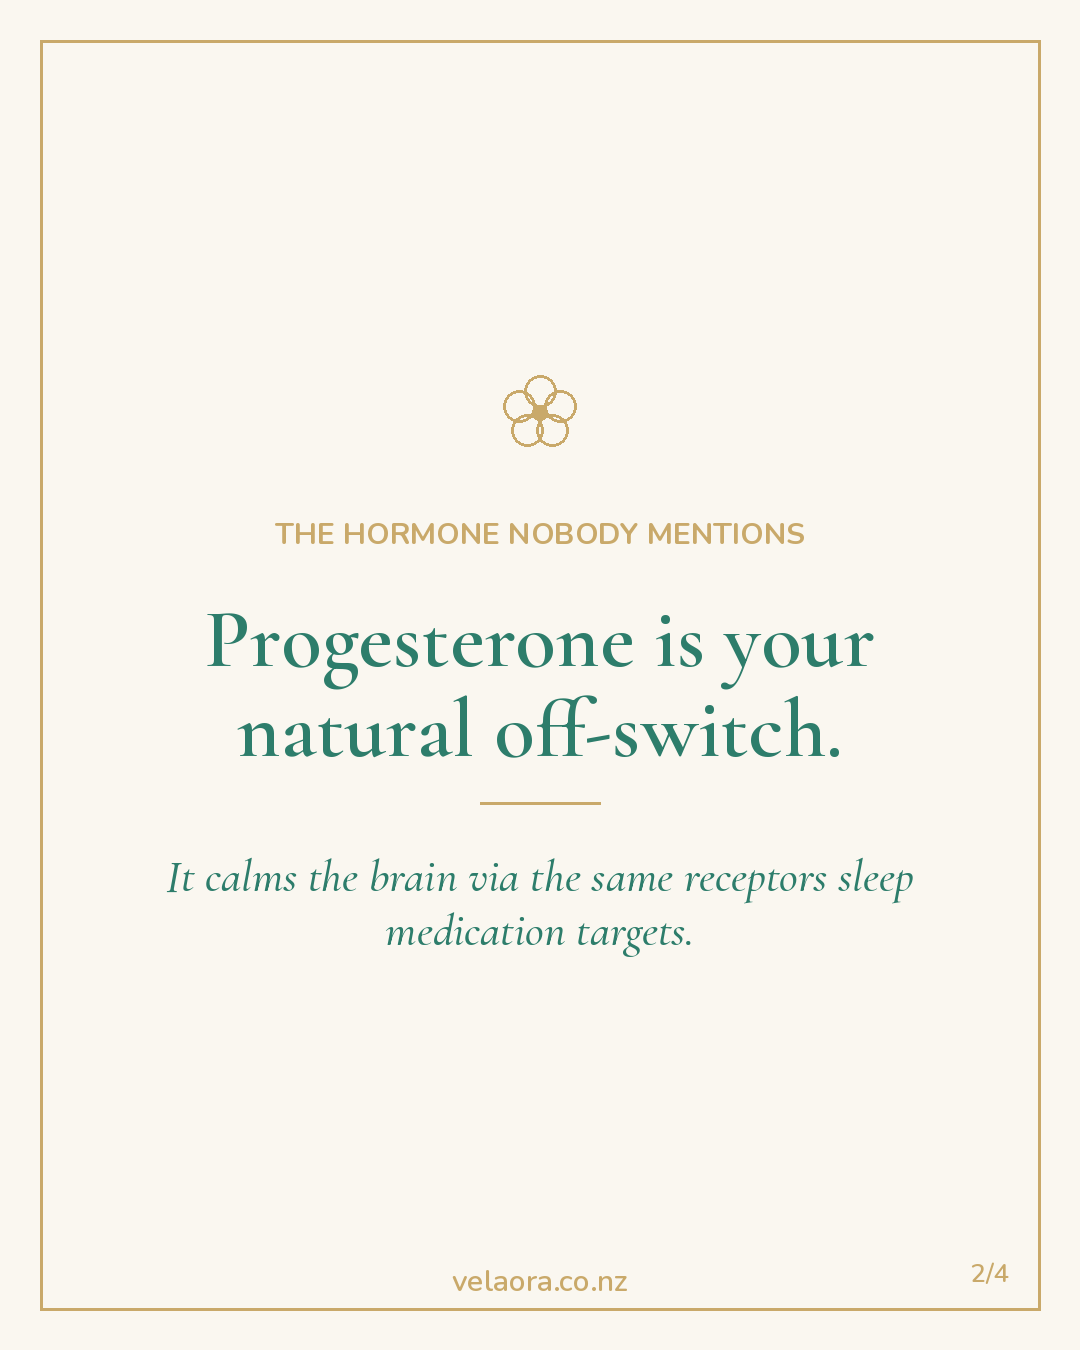 THE HORMONE NOBODY MENTIONS
Progesterone is your
natural off-switch.
It calms the brain via the same receptors sleep
medication targets.
velaora.co.nz
2/4